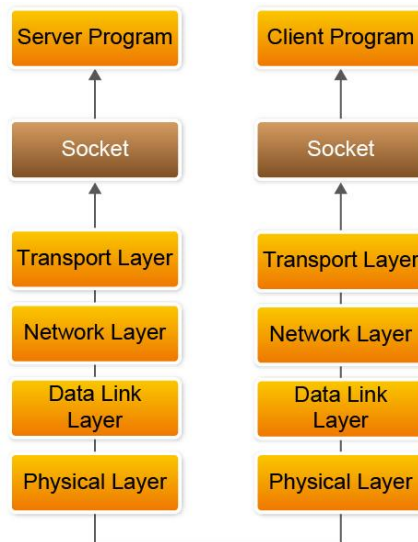 Server Program
Client Program
Socket
Socket
Transport Layer
Transport Layer
Network Layer
Network Layer
Data Link
Layer
Data Link
Layer
Physical Layer
Physical Layer